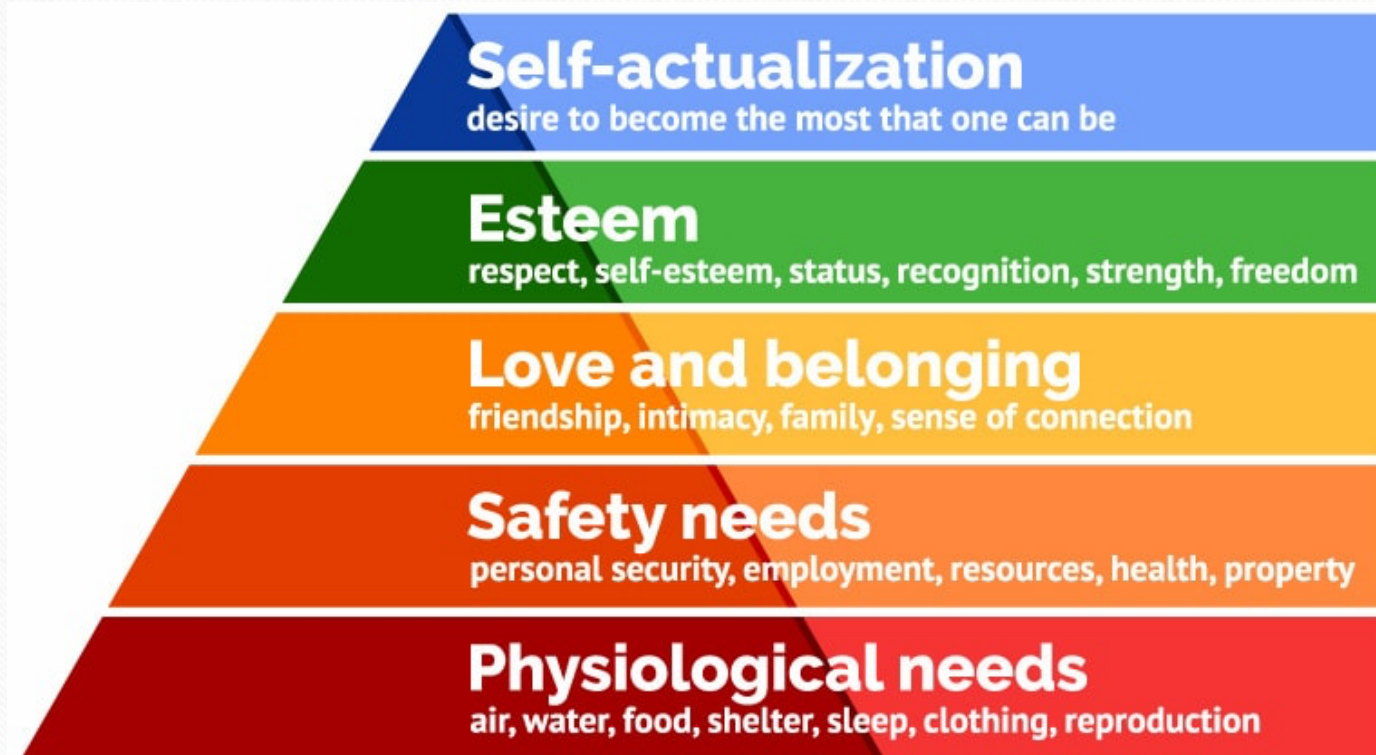 Self-actualization
desire to become the most that one can be
Esteem
respect, self-esteem, status, recognition, strength, freedom
Love and belonging
friendship, intimacy, family, sense of connection
Safety needs
personal security, employment, resources, health, property
Physiological needs
air, water, food, shelter, sleep, clothing, reproduction